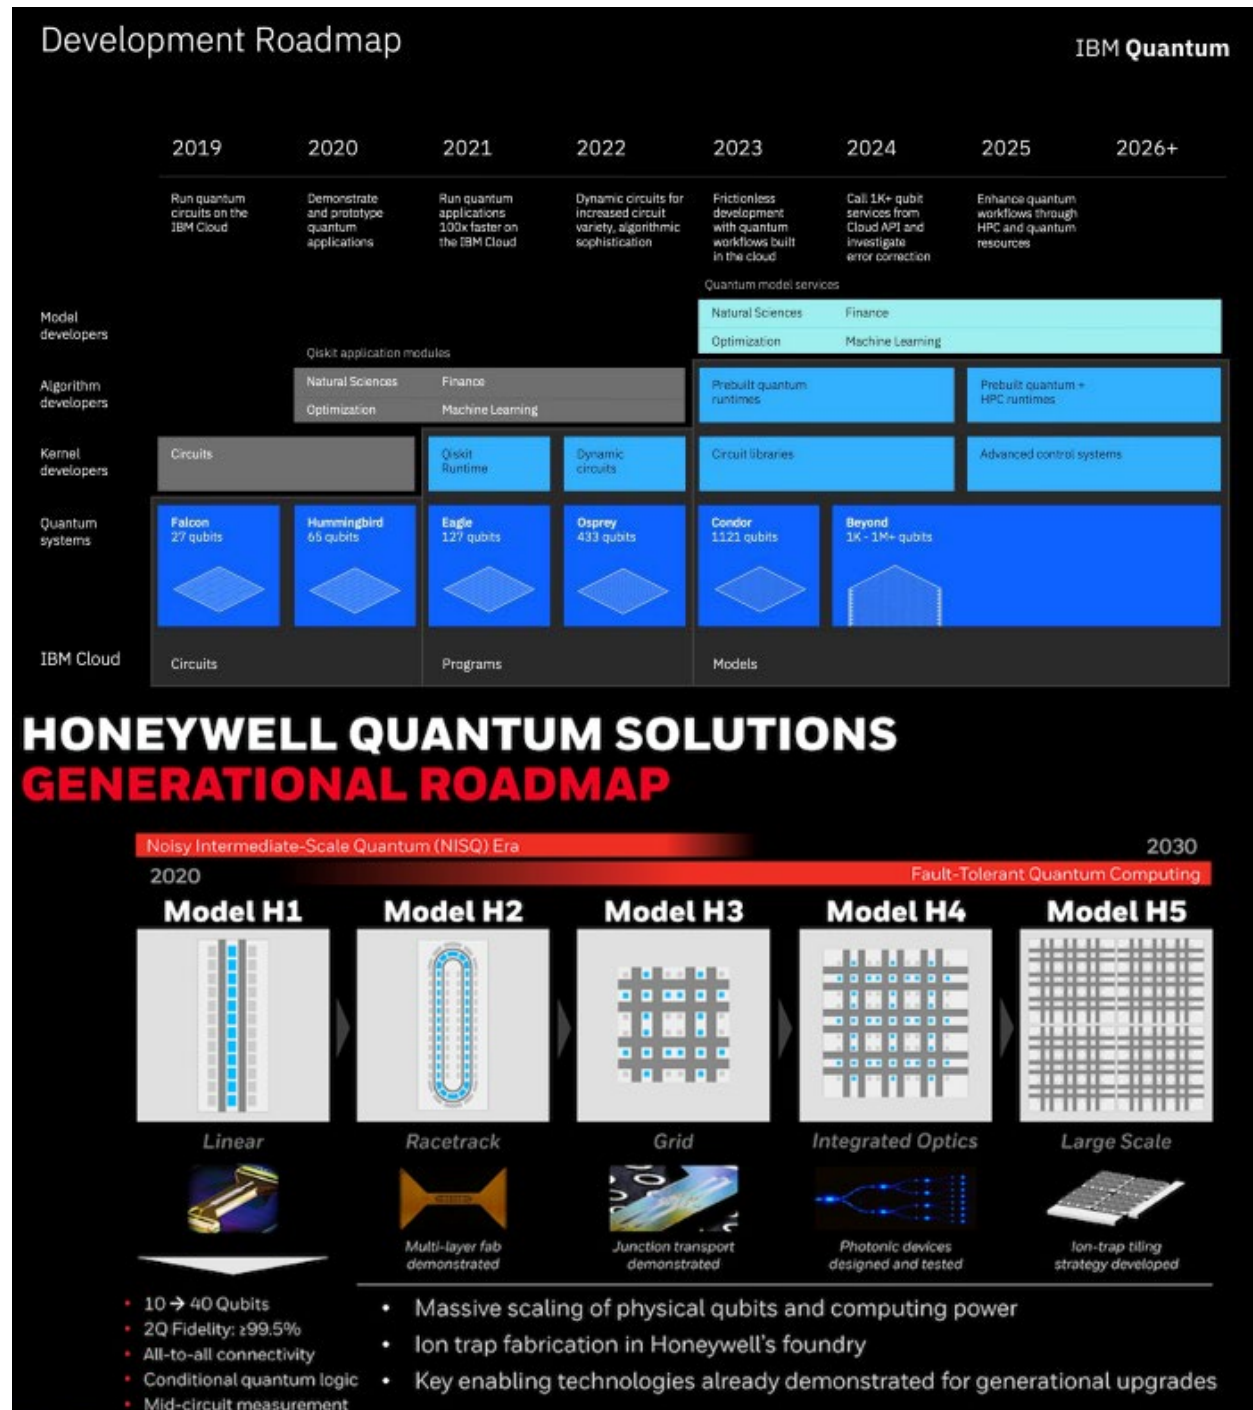 Development Roadmap
IBM Quantum
2019
2020
2021
2022
2023
2024
2025
2026+
Run quantum
circuits on the
IBM Cloud
Demonstrate
and prototype
quantum
applications
Run quantum
applications
100x faster on
the IBM Cloud
Dynamic circuits for
increased circuit
variety, algorithmic
sophistication
Frictionless
development
with quantum
workflows built
in the cloud
Call 1K+ qubit
services from
Cloud API and
investigate
error correction
Enhance quantum
workflows through
HPC and quantum
resources
Quantum model services
Model
developers
Natural Sciences
Finance
Optimization
Machine Learning
Qiskit application modules
Algorithm
developers
Natural Sciences
Finance
Optimization
Machine Learning
Prebuilt quantum
runtimes
Prebuilt quantum +
HPC runtimes
Kernel
developers
Circuits
Qiskit
Runtime
Dynamic
circuits
Circuit libraries
Advanced control systems
Quantum
systems
Falcon
27 qubits
Hummingbird
65 qubits
Eagle
127 qubits
Osprey
433 qubits
Condor
1121 qubits
Beyond
1K - 1M+ qubits
IBM Cloud
Circuits
Programs
Models
HONEYWELL QUANTUM SOLUTIONS
GENERATIONAL ROADMAP
Noisy Intermediate-Scale Quantum (NISQ) Era
2030
2020
Fault-Tolerant Quantum Computing
Model H1
Model H2
Model H3
Model H4
Model H5
Linear
Racetrack
Grid
Integrated Optics
Large Scale
Multi-layer fab
demonstrated
Junction transport
demonstrated
Photonic devices
designed and tested
Ion-trap tiling
strategy developed
• 10 → 40 Qubits
• 2Q Fidelity: ≥99.5%
• All-to-all connectivity
• Conditional quantum logic
• Mid-circuit measurement
• Massive scaling of physical qubits and computing power
• Ion trap fabrication in Honeywell's foundry
• Key enabling technologies already demonstrated for generational upgrades